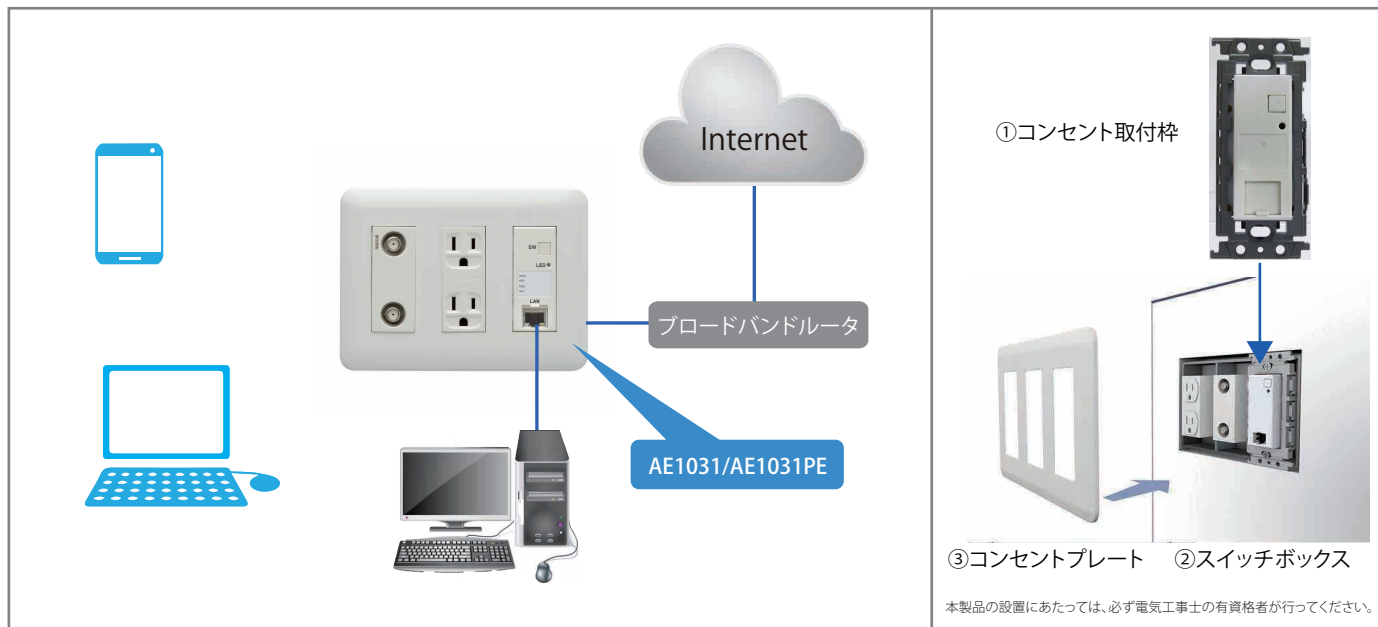 Internet
SW
LED
LAN
ブロードバンドルータ
AE1031/AE1031PE
①コンセント取付枠
③コンセントプレート
②スイッチボックス
本製品の設置にあたっては、必ず電気工事士の有資格者が行ってください。